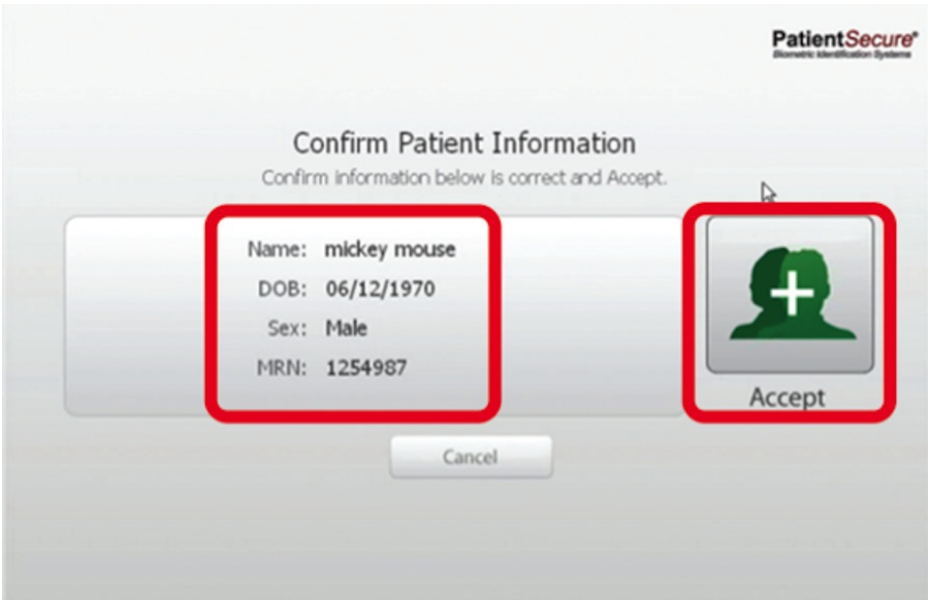 PatientSecure®
Biometric Identification Systems
Confirm Patient Information
Confirm information below is correct and Accept.
Name: mickey mouse
DOB: 06/12/1970
Sex: Male
MRN: 1254987
Accept
Cancel